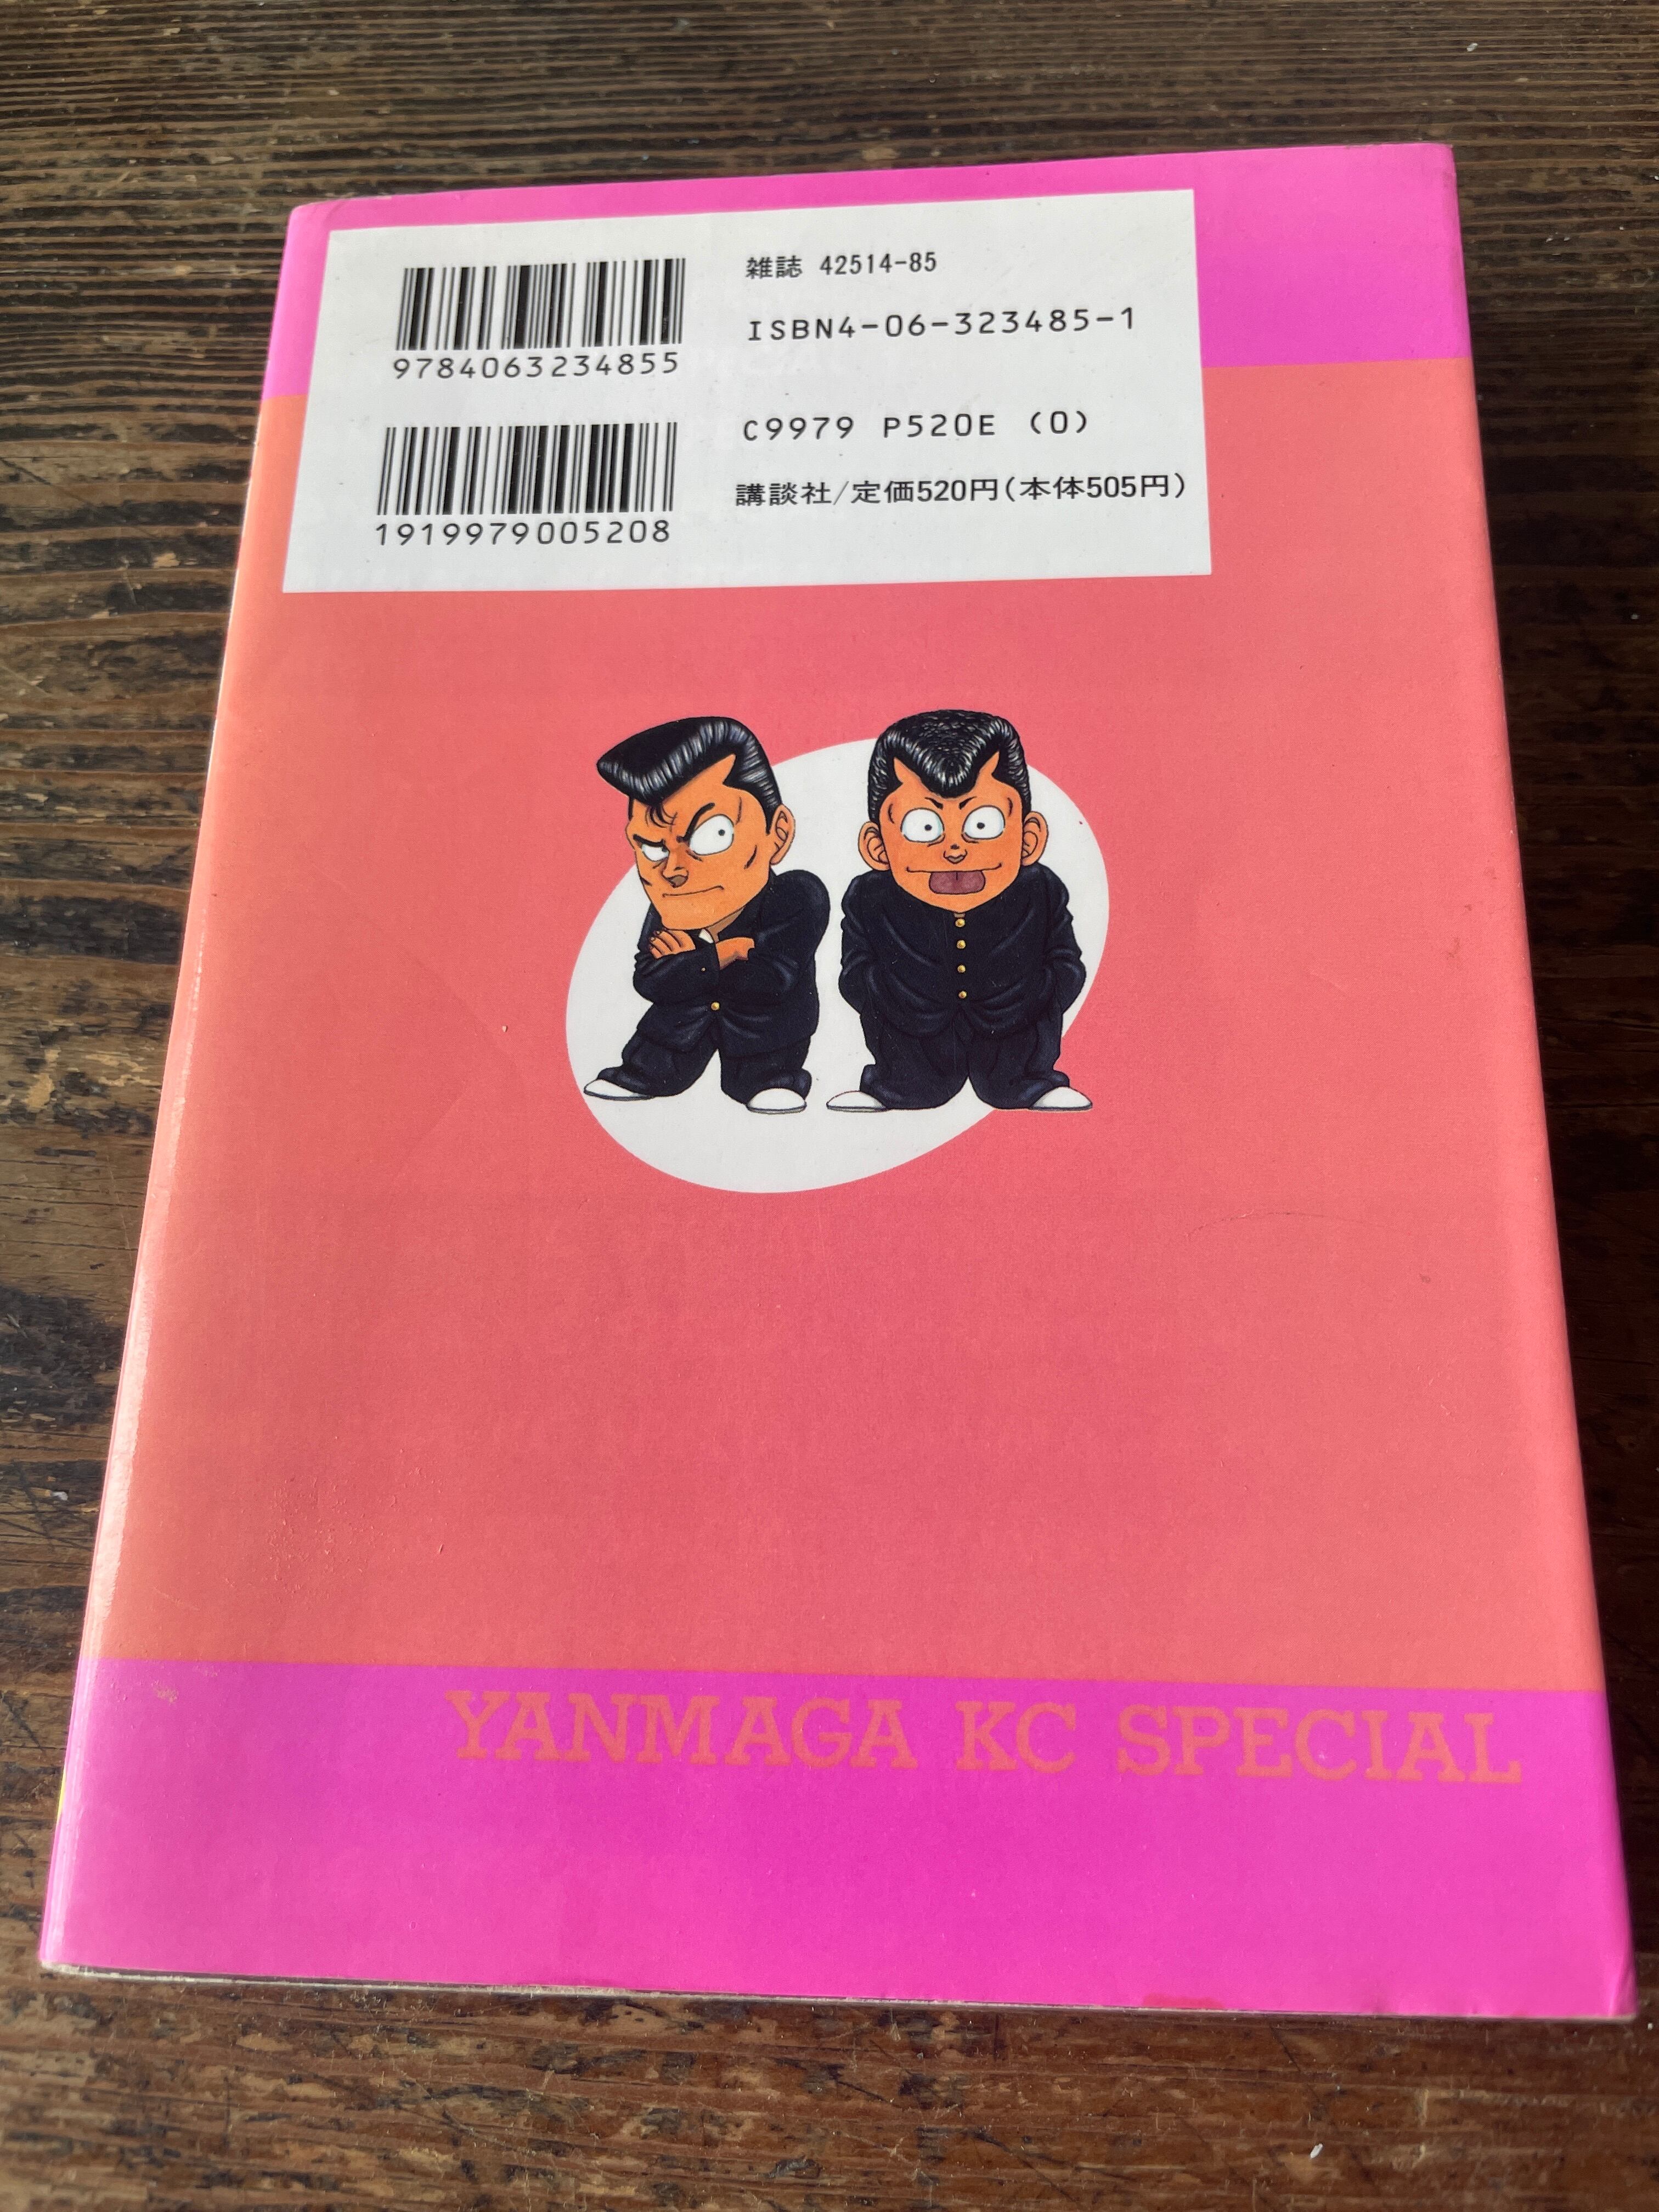 雑誌 42514-85
ISBN4-06-323485-1
9784063234855
C9979 P520E (0)
講談社/定価520円(本体505円)
1919979005208
YANMAGA KC SPECIAL